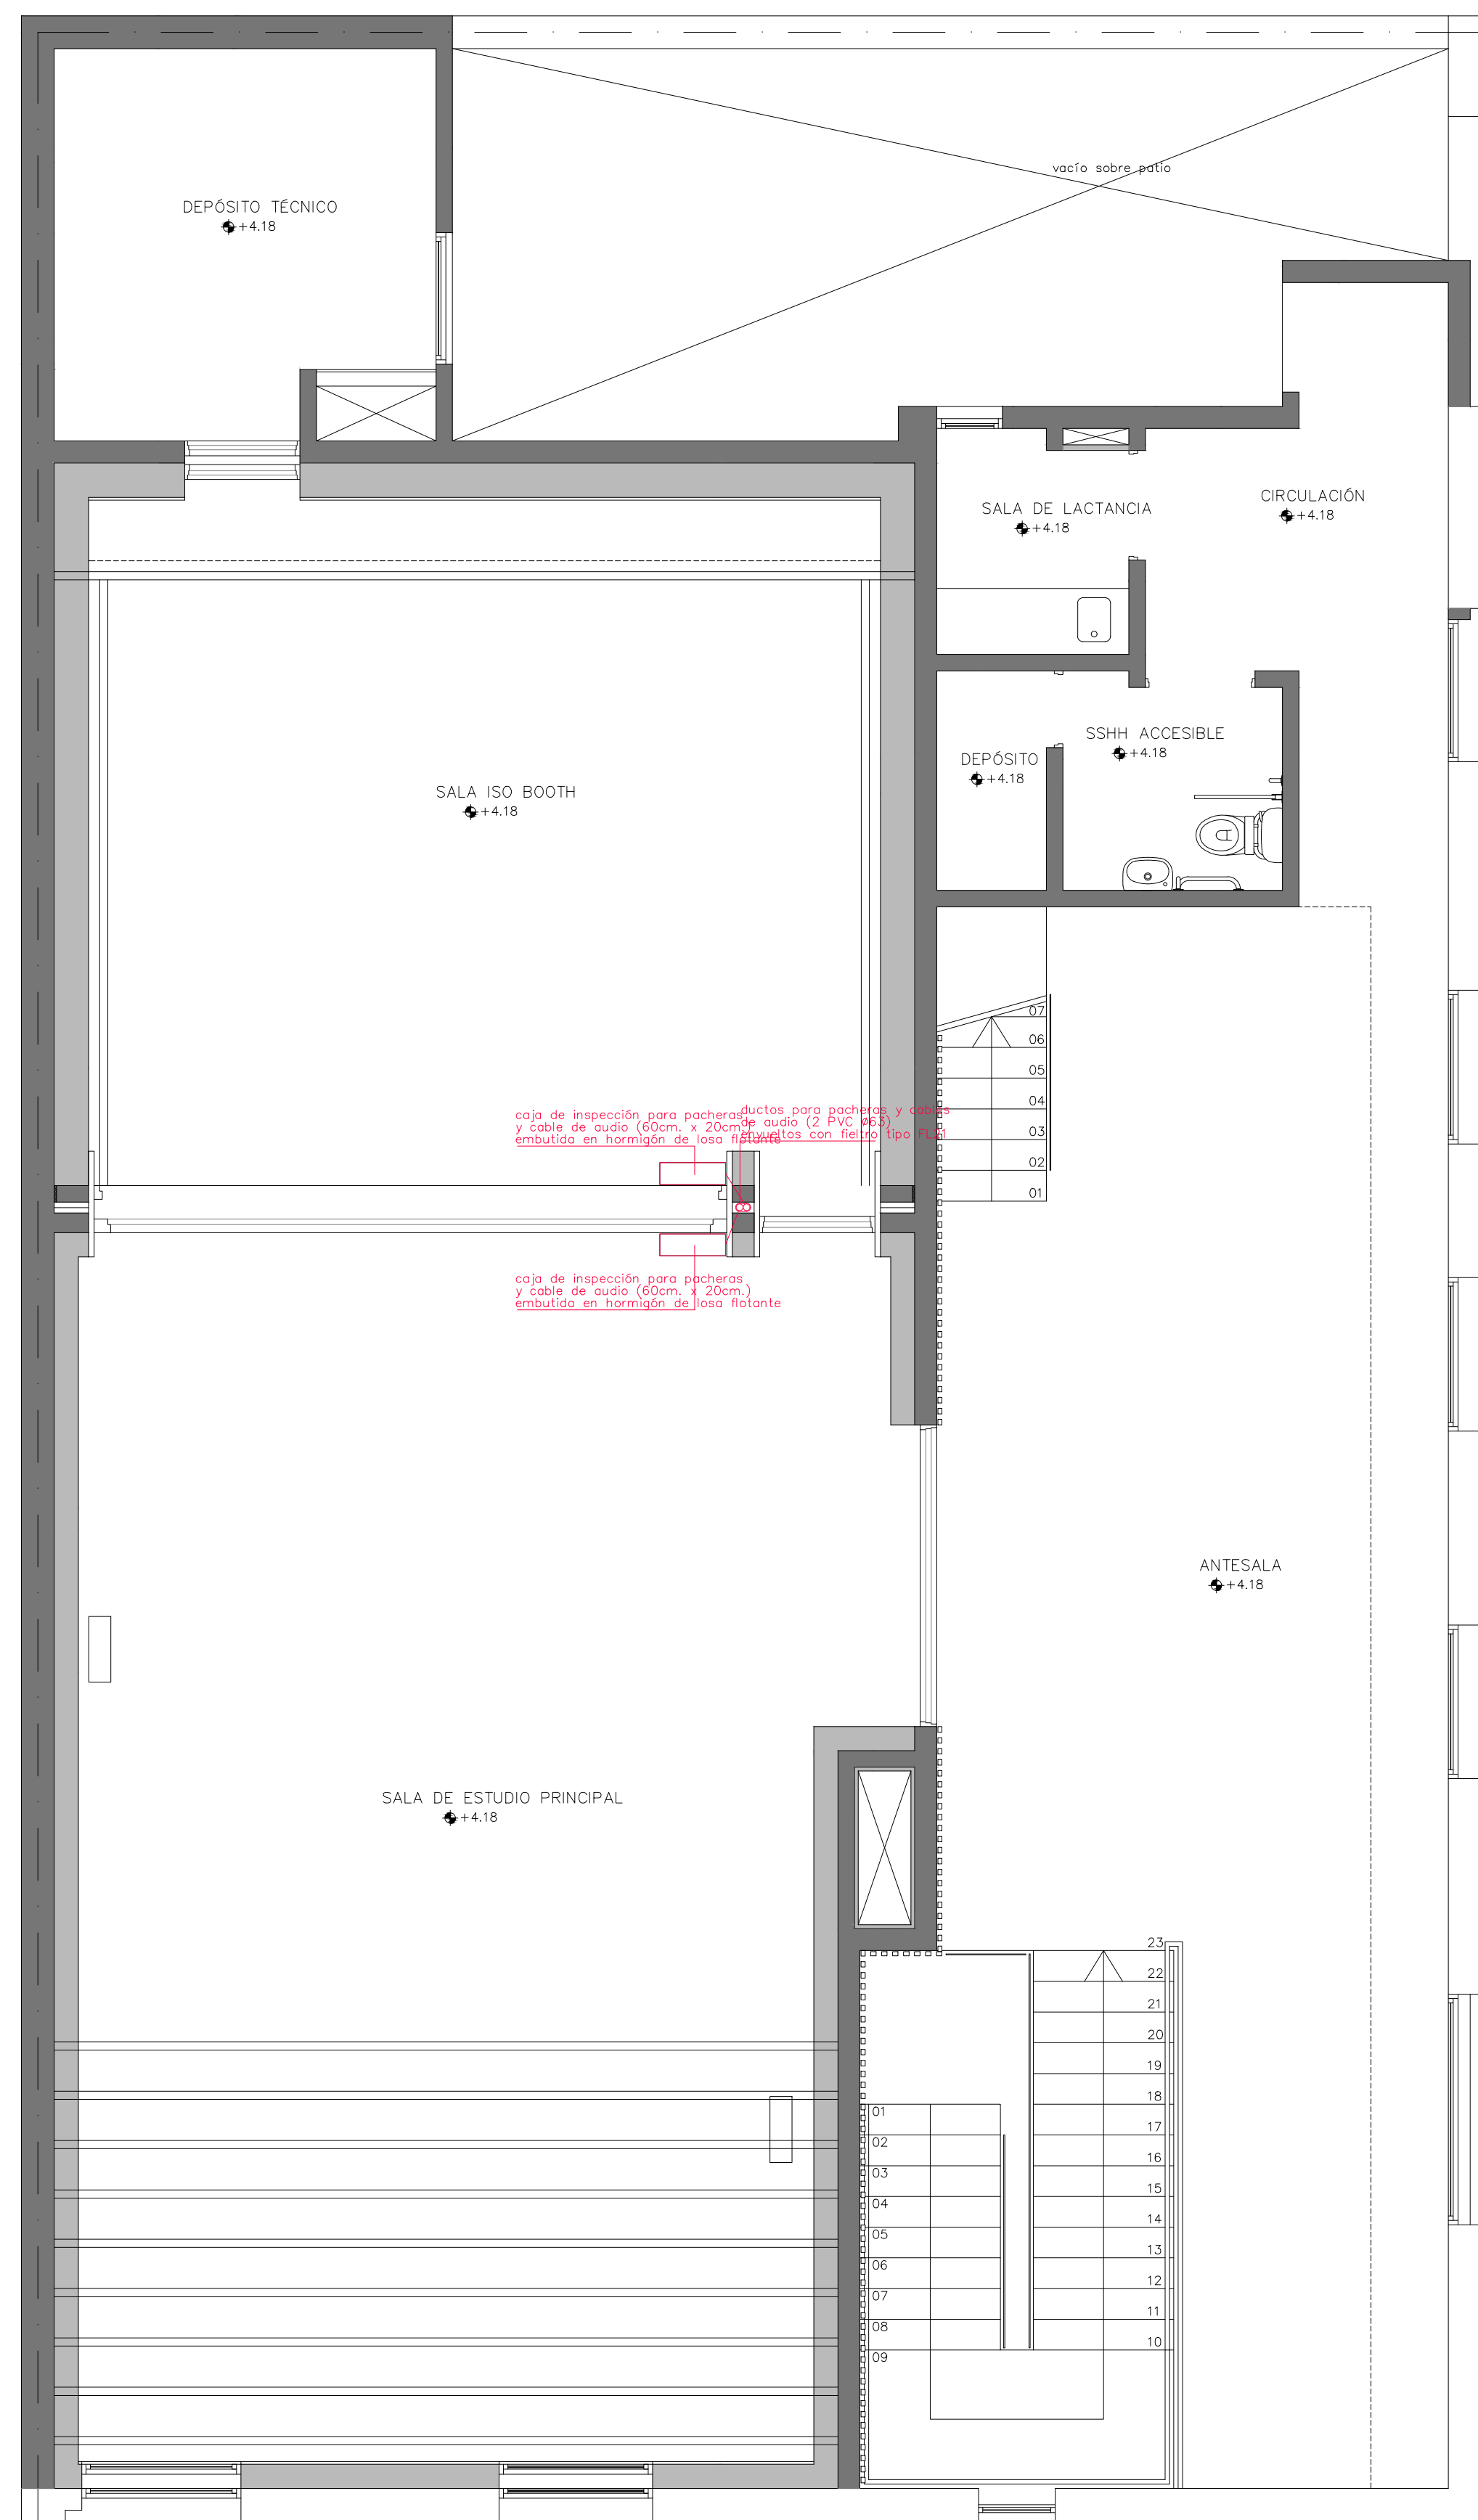 vacío sobre patio
DEPÓSITO TÉCNICO
+4.18
SALA DE LACTANCIA
+4.18
CIRCULACIÓN
+4.18
SSHH ACCESIBLE
+4.18
DEPÓSITO
+4.18
SALA ISO BOOTH
+4.18
07
06
05
04
03
02
01
caja de inspección para pacheras
y cable de audio (60cm. x 20cm.)
embutida en hormigón de losa flotante
ductos para pacheras y cables
de audio (2 PVC Ø63)
envueltos con fieltro tipo FL21
caja de inspección para pacheras
y cable de audio (60cm. x 20cm.)
embutida en hormigón de losa flotante
ANTESALA
+4.18
SALA DE ESTUDIO PRINCIPAL
+4.18
23
22
21
20
19
18
17
16
15
14
13
12
11
10
01
02
03
04
05
06
07
08
09